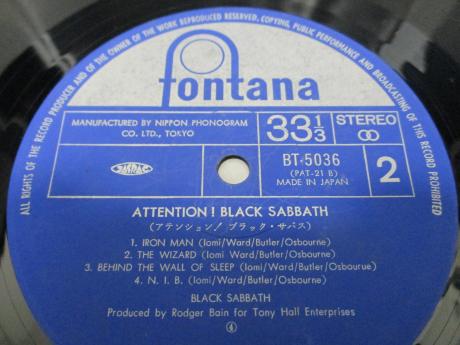 ALL RIGHTS OF THE RECORD PRODUCER AND OF THE OWNER OF THE WORK REPRODUCED RESERVED, COPYING, PUBLIC PERFORMANCE AND BROADCASTING OF THIS RECORD PROHIBITED
fontana
MANUFACTURED BY NIPPON PHONOGRAM
CO. LTD., TOKYO
33 1/3
STEREO
BT-5036
(PAT-21 B)
MADE IN JAPAN
2
ATTENTION! BLACK SABBATH
(アテンション! ブラック・サバス)
1. IRON MAN (Iomi/Ward/Butler/Osbourne)
2. THE WIZARD (Iomi/Ward/Butler/Osbourne)
3. BEHIND THE WALL OF SLEEP (Iomi/Ward/Butler/Osbourue)
4. N. I. B. (Iomi/Ward/Butler/Osbourne)
BLACK SABBATH
Produced by Rodger Bain for Tony Hall Enterprises
④